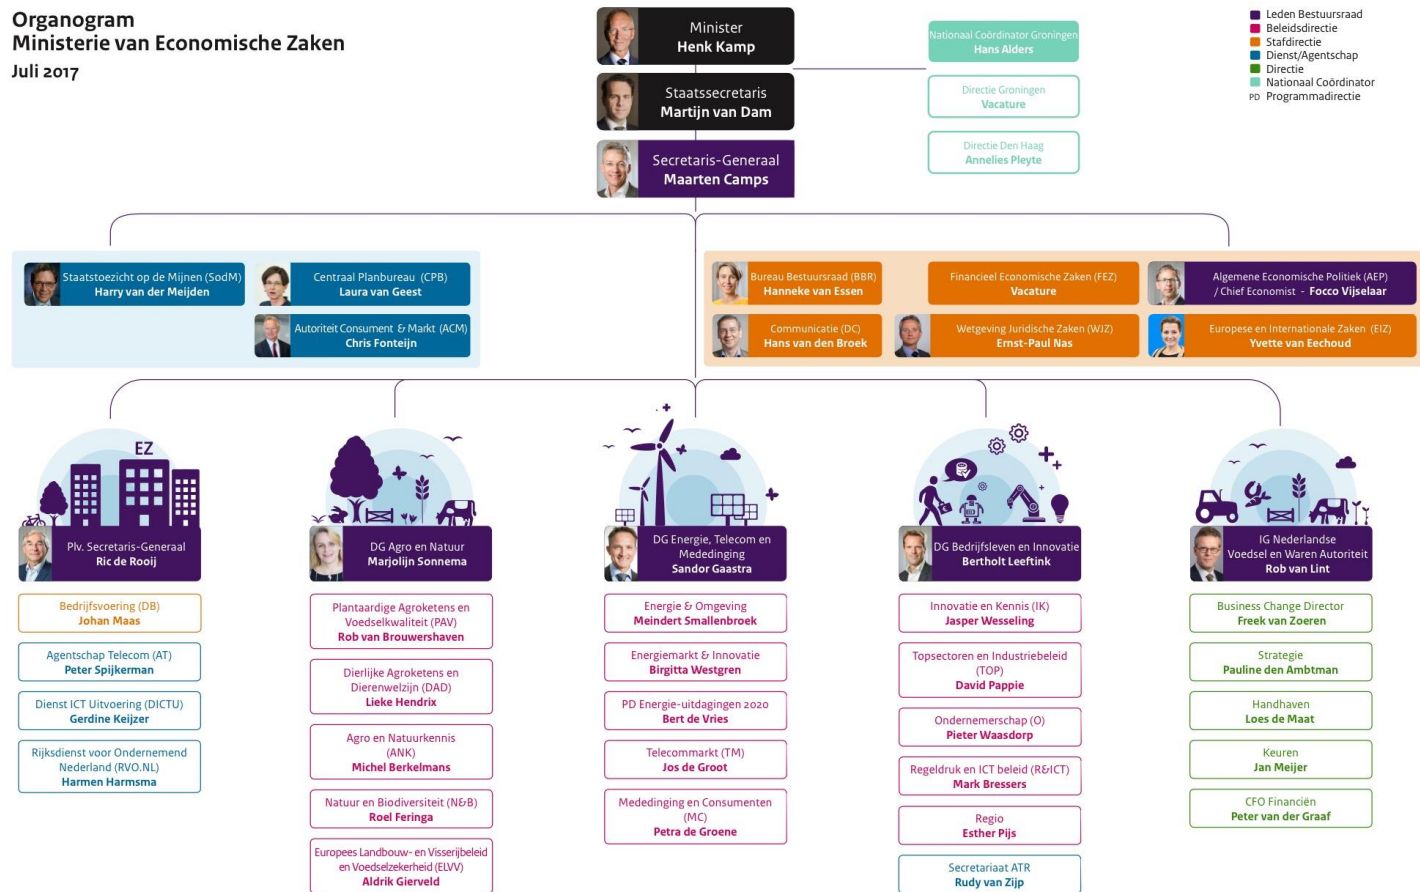 Organogram
Ministerie van Economische Zaken
Juli 2017
Minister
Henk Kamp
Staatssecretaris
Martijn van Dam
Secretaris-Generaal
Maarten Camps
Nationaal Coördinator Groningen
Hans Alders
Directie Groningen
Vacature
Directie Den Haag
Annelies Pleyte
Leden Bestuursraad
Beleidsdirectie
Stafdirectie
Dienst/Agentschap
Directie
Nationaal Coördinator
PD Programmadirectie
Staatstoezicht op de Mijnen (SodM)
Harry van der Meijden
Centraal Planbureau (CPB)
Laura van Geest
Autoriteit Consument & Markt (ACM)
Chris Fonteijn
Bureau Bestuursraad (BBR)
Hanneke van Essen
Financieel Economische Zaken (FEZ)
Vacature
Algemene Economische Politiek (AEP)
/ Chief Economist - Focco Vijselaar
Communicatie (DC)
Hans van den Broek
Wetgeving Juridische Zaken (WJZ)
Ernst-Paul Nas
Europese en Internationale Zaken (EIZ)
Yvette van Eechoud
EZ
Plv. Secretaris-Generaal
Ric de Rooij
Bedrijfsvoering (DB)
Johan Maas
Agentschap Telecom (AT)
Peter Spijkerman
Dienst ICT Uitvoering (DICTU)
Gerdine Keijzer
Rijksdienst voor Ondernemend
Nederland (RVO.NL)
Harmen Harmsma
DG Agro en Natuur
Marjolijn Sonnema
Plantaardige Agroketens en
Voedselkwaliteit (PAV)
Rob van Brouwershaven
Dierlijke Agroketens en
Dierenwelzijn (DAD)
Lieke Hendrix
Agro en Natuurkennis
(ANK)
Michel Berkelmans
Natuur en Biodiversiteit (N&B)
Roel Feringa
Europees Landbouw- en Visserijbeleid
en Voedselzekerheid (ELVV)
Aldrik Gierveld
DG Energie, Telecom en
Mededinging
Sandor Gaastra
Energie & Omgeving
Meindert Smallenbroek
Energiemarkt & Innovatie
Birgitta Westgren
PD Energie-uitdagingen 2020
Bert de Vries
Telecommarkt (TM)
Jos de Groot
Mededinging en Consumenten
(MC)
Petra de Groene
DG Bedrijfsleven en Innovatie
Bertholt Leeftink
Innovatie en Kennis (IK)
Jasper Wesseling
Topsectoren en Industriebeleid
(TOP)
David Pappie
Ondernemerschap (O)
Pieter Waasdorp
Regeldruk en ICT beleid (R&ICT)
Mark Bressers
Regio
Esther Pijs
Secretariaat ATR
Rudy van Zijp
IG Nederlandse
Voedsel en Waren Autoriteit
Rob van Lint
Business Change Director
Freek van Zoeren
Strategie
Pauline den Ambtman
Handhaven
Loes de Maat
Keuren
Jan Meijer
CFO Financiën
Peter van der Graaf